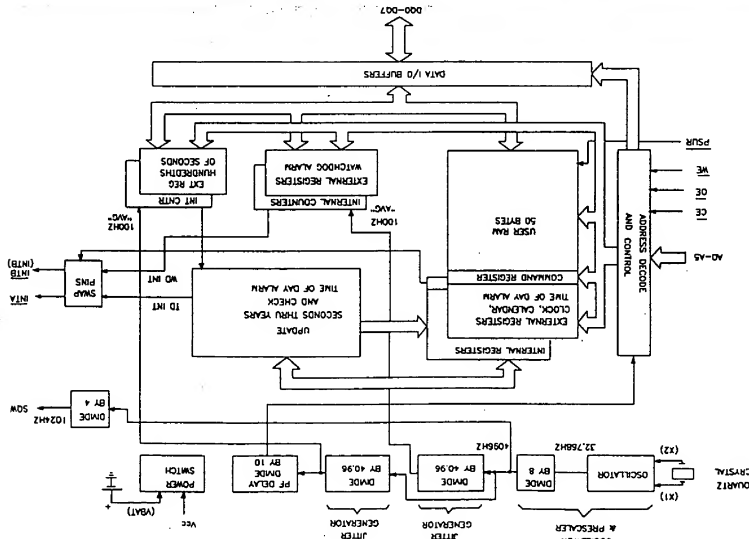 & PRESCALER
JITTER
GENERATOR
JITTER
GENERATOR
Vcc
(VBAT)
+
QUARTZ
CRYSTAL
(X1)
(X2)
OSCILLATOR
32.768HZ
DIVIDE
BY 8
4096HZ
DIVIDE
BY 40.96
DIVIDE
BY 40.96
PF DELAY
DIVIDE
BY 10
POWER
SWITCH
DIVIDE
BY 4
1024HZ
SQW
INTERNAL REGISTERS
EXTERNAL REGISTERS
CLOCK, CALENDAR,
TIME OF DAY ALARM
COMMAND REGISTER
USER RAM
50 BYTES
UPDATE
SECONDS THRU YEARS
AND CHECK
TIME OF DAY ALARM
TD INT
WD INT
SWAP
PINS
INTA
INTB
(INTB)
A0-A5
CE
OE
WE
PSUR
ADDRESS DECODE
AND CONTROL
100HZ
"AVG"
INTERNAL COUNTERS
EXTERNAL REGISTERS
WATCHDOG ALARM
100HZ
"AVG"
INT CNTR
EXT REG
HUNDREDTHS
OF SECONDS
DATA I/O BUFFERS
DQ0-DQ7